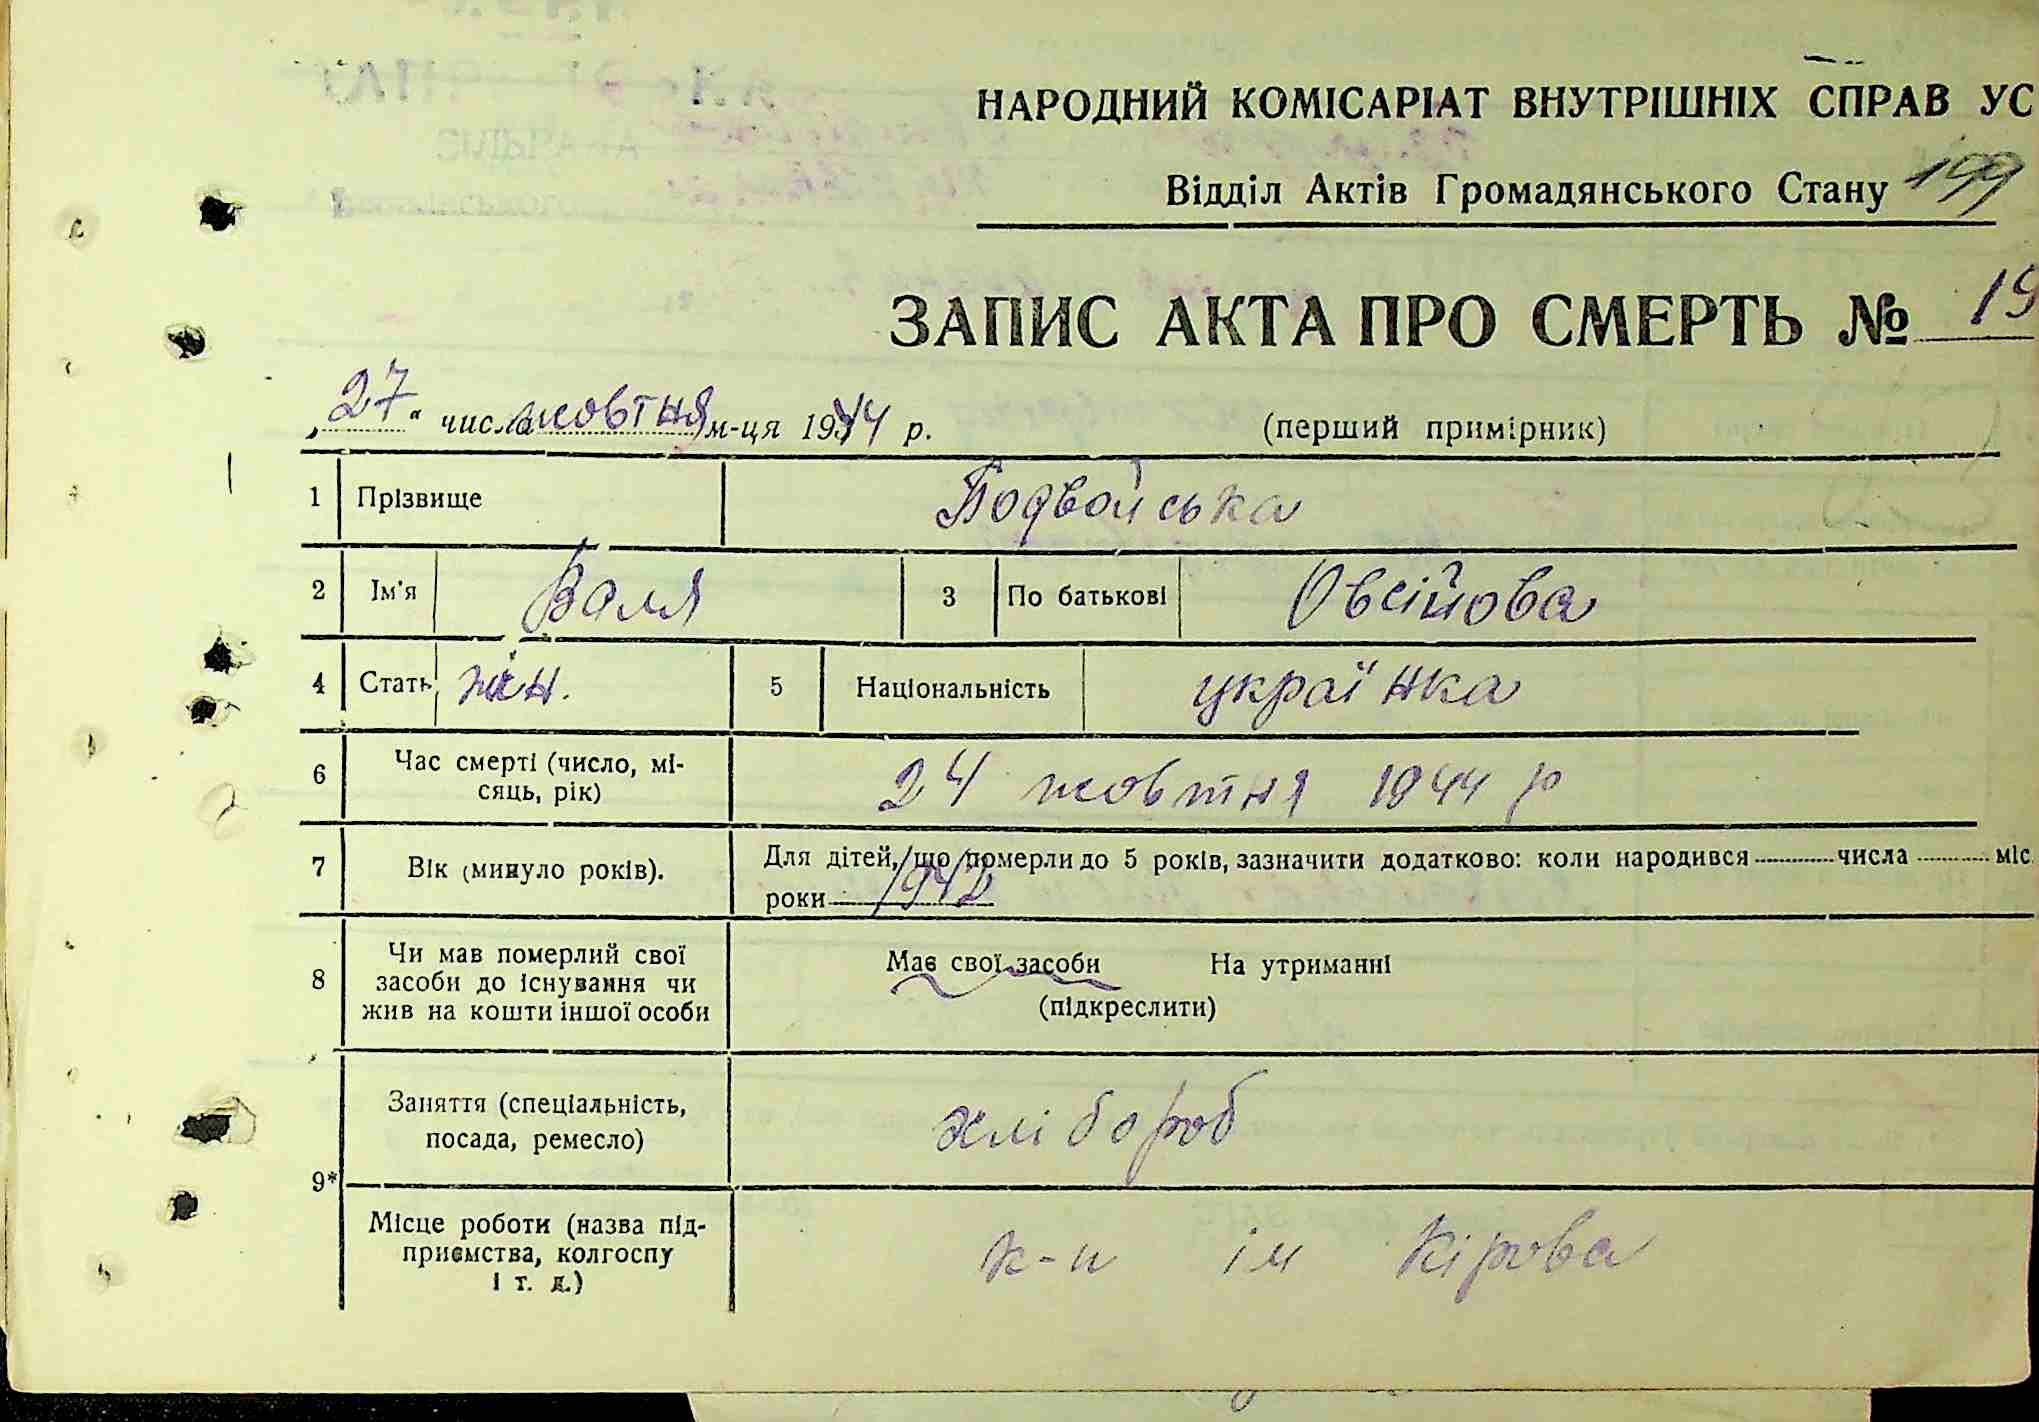 НАРОДНИЙ КОМІСАРІАТ ВНУТРІШНІХ СПРАВ УС
Відділ Актів Громадянського Стану 199
ЗАПИС АКТА ПРО СМЕРТЬ № 19
„27“ числа жовтня м-ця 1944 р. (перший примірник)
1 Прізвище Подвойська
2 Ім'я Валя 3 По батькові Овсійова
4 Стать жін. 5 Національність українка
6 Час смерті (число, мі-
сяць, рік) 24 жовтня 1944 р
7 Вік (минуло років). Для дітей, що померли до 5 років, зазначити додатково: коли народився числа міс
роки 1942
8 Чи мав померлий свої
засоби до існування чи
жив на кошти іншої особи
Має свої засоби На утриманні
(підкреслити)
9* Заняття (спеціальність,
посада, ремесло) хлібороб
Місце роботи (назва під-
приємства, колгоспу
і т. д.) к-п ім Кірова